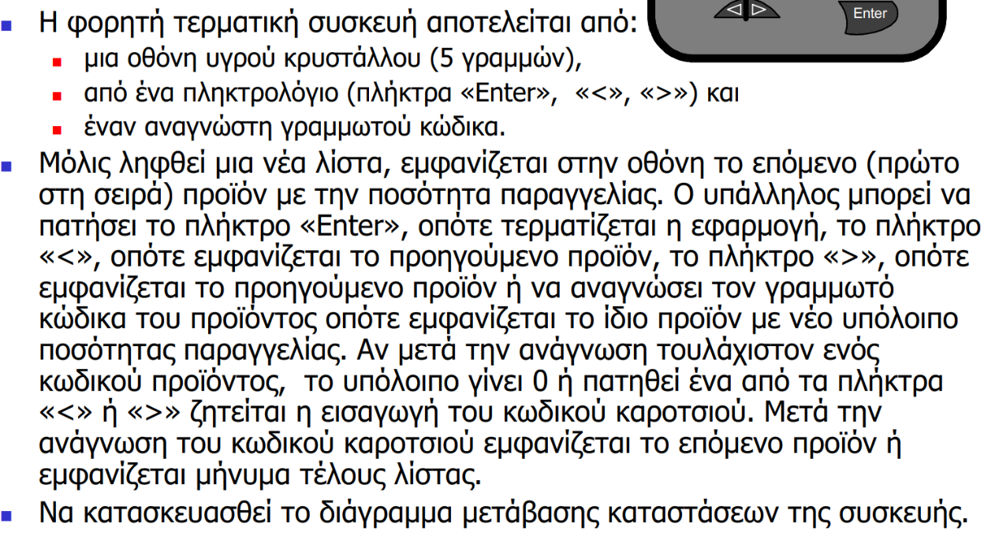 Enter
Η φορητή τερματική συσκευή αποτελείται από:
μια οθόνη υγρού κρυστάλλου (5 γραμμών),
από ένα πληκτρολόγιο (πλήκτρα «Enter», «<», «>») και
έναν αναγνώστη γραμμωτού κώδικα.
Μόλις ληφθεί μια νέα λίστα, εμφανίζεται στην οθόνη το επόμενο (πρώτο
στη σειρά) προϊόν με την ποσότητα παραγγελίας. Ο υπάλληλος μπορεί να
πατήσει το πλήκτρο «Enter», οπότε τερματίζεται η εφαρμογή, το πλήκτρο
«<», οπότε εμφανίζεται το προηγούμενο προϊόν, το πλήκτρο «>», οπότε
εμφανίζεται το προηγούμενο προϊόν ή να αναγνώσει τον γραμμωτό
κώδικα του προϊόντος οπότε εμφανίζεται το ίδιο προϊόν με νέο υπόλοιπο
ποσότητας παραγγελίας. Αν μετά την ανάγνωση τουλάχιστον ενός
κωδικού προϊόντος, το υπόλοιπο γίνει 0 ή πατηθεί ένα από τα πλήκτρα
«<» ή «>» ζητείται η εισαγωγή του κωδικού καροτσιού. Μετά την
ανάγνωση του κωδικού καροτσιού εμφανίζεται το επόμενο προϊόν ή
εμφανίζεται μήνυμα τέλους λίστας.
Να κατασκευασθεί το διάγραμμα μετάβασης καταστάσεων της συσκευής.